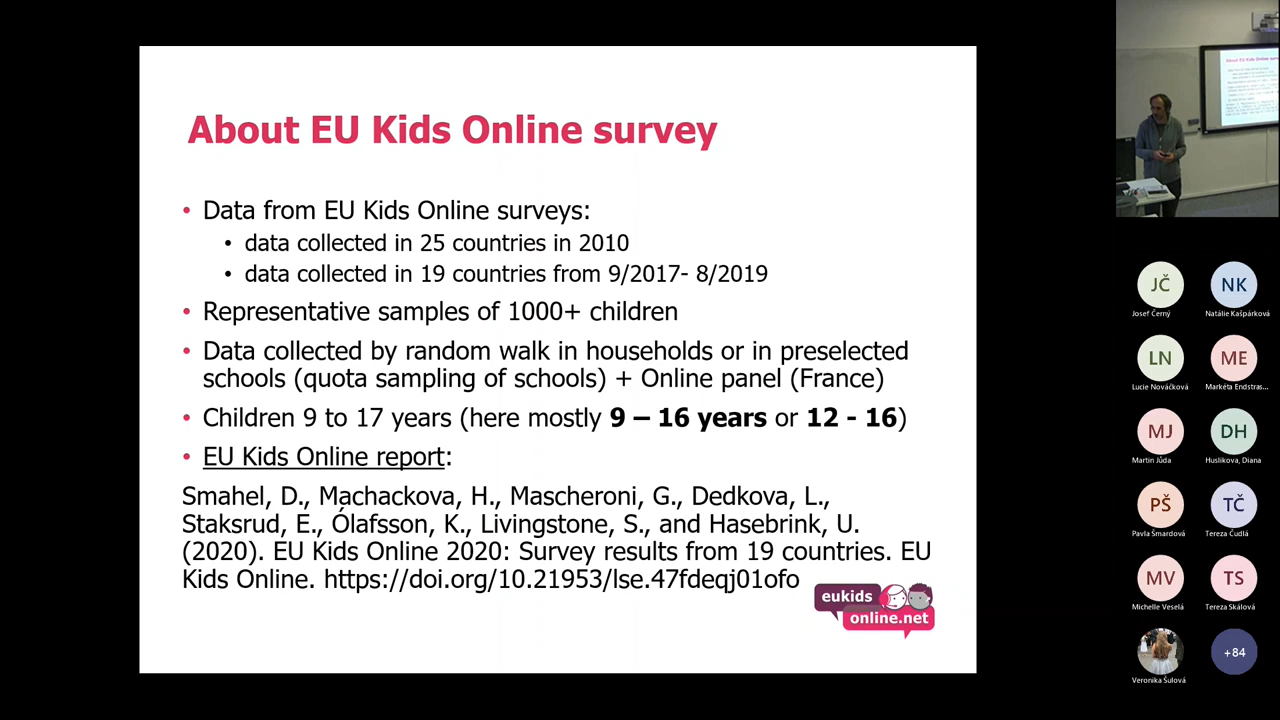 About EU Kids Online survey
• Data from EU Kids Online surveys:
• data collected in 25 countries in 2010
• data collected in 19 countries from 9/2017- 8/2019
• Representative samples of 1000+ children
• Data collected by random walk in households or in preselected
schools (quota sampling of schools) + Online panel (France)
• Children 9 to 17 years (here mostly 9 – 16 years or 12 - 16)
• EU Kids Online report:
Smahel, D., Machackova, H., Mascheroni, G., Dedkova, L.,
Staksrud, E., Ólafsson, K., Livingstone, S., and Hasebrink, U.
(2020). EU Kids Online 2020: Survey results from 19 countries. EU
Kids Online. https://doi.org/10.21953/lse.47fdeqj01ofo
eukids
online.net
JČ
Josef Černý
NK
Natálie Kašpárková
LN
Lucie Nováčková
ME
Markéta Endstras...
MJ
Martin Jůda
DH
Huslikova, Diana
PŠ
Pavla Šmardová
TČ
Tereza Čudlá
MV
Michelle Veselá
TS
Tereza Skálová
Veronika Šulová
+84